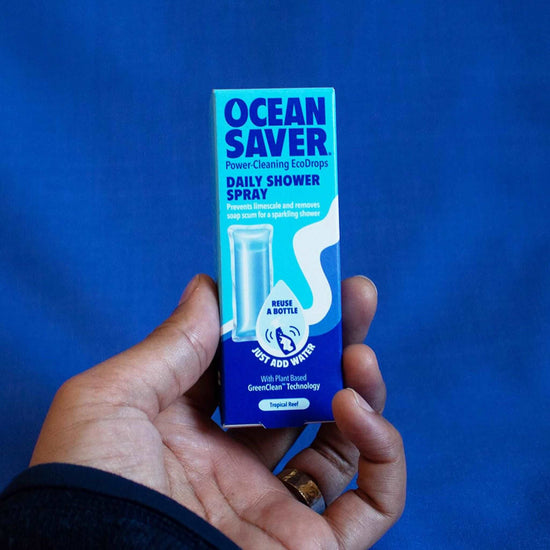 OCEAN
SAVER™
Power-Cleaning EcoDrops
DAILY SHOWER
SPRAY
Prevents limescale and removes
soap scum for a sparkling shower
REUSE
A BOTTLE
JUST ADD WATER
With Plant Based
GreenClean™ Technology
Tropical Reef